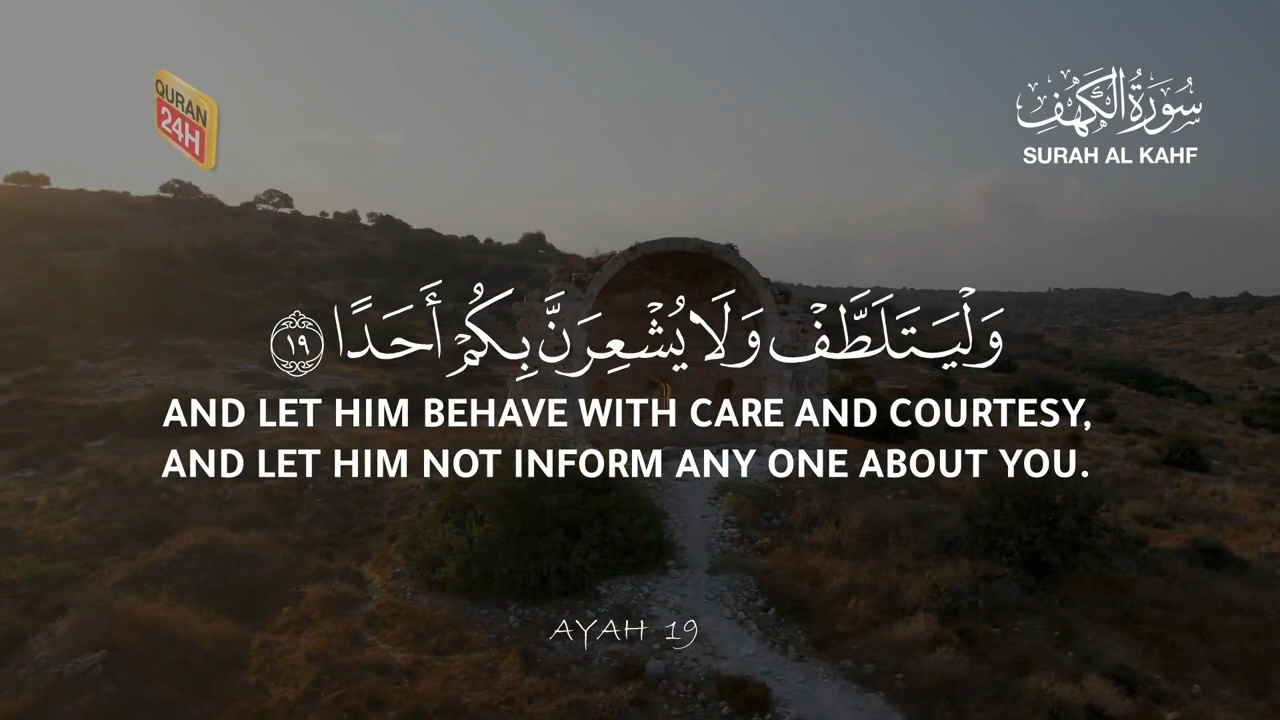 QURAN
24H
سُورَةُ الكَهْفِ
SURAH AL KAHF
وَلْيَتَلَطَّفْ وَلَا يُشْعِرَنَّ بِكُمْ أَحَدًا ١٩
AND LET HIM BEHAVE WITH CARE AND COURTESY,
AND LET HIM NOT INFORM ANY ONE ABOUT YOU.
AYAH 19